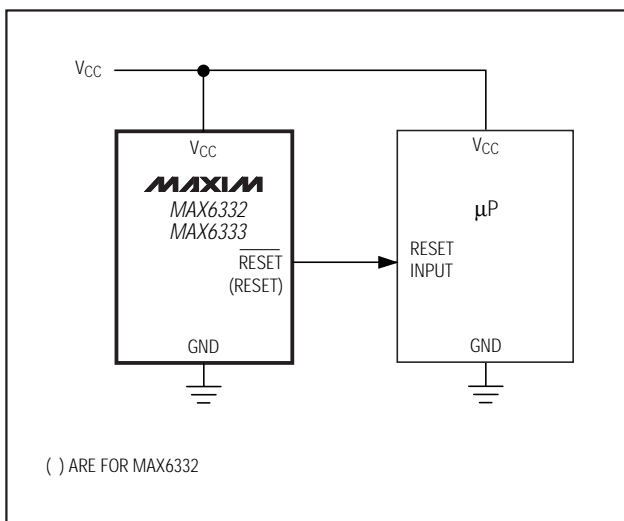 VCC
VCC
MAXIM
MAX6332
MAX6333
RESET
(RESET)
GND
VCC
μP
RESET
INPUT
GND
( ) ARE FOR MAX6332